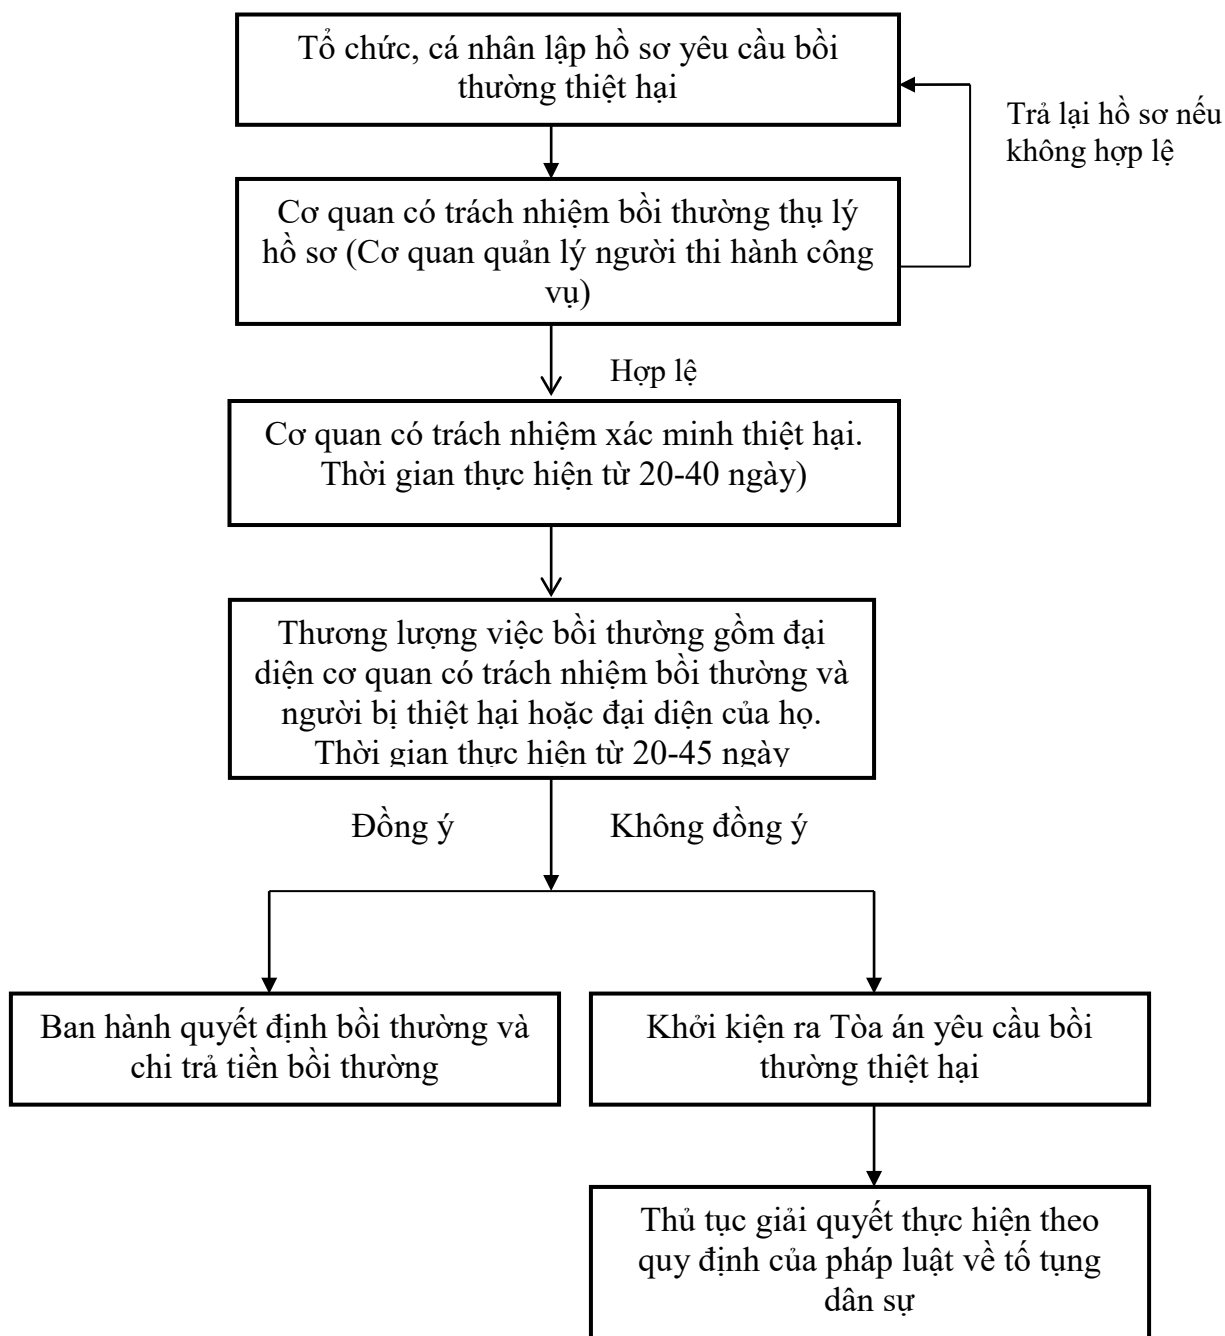 Tổ chức, cá nhân lập hồ sơ yêu cầu bồi
thường thiệt hại
Trả lại hồ sơ nếu
không hợp lệ
Cơ quan có trách nhiệm bồi thường thụ lý
hồ sơ (Cơ quan quản lý người thi hành công
vụ)
Hợp lệ
Cơ quan có trách nhiệm xác minh thiệt hại.
Thời gian thực hiện từ 20-40 ngày)
Thương lượng việc bồi thường gồm đại
diện cơ quan có trách nhiệm bồi thường và
người bị thiệt hại hoặc đại diện của họ.
Thời gian thực hiện từ 20-45 ngày
Đồng ý
Không đồng ý
Ban hành quyết định bồi thường và
chi trả tiền bồi thường
Khởi kiện ra Tòa án yêu cầu bồi
thường thiệt hại
Thủ tục giải quyết thực hiện theo
quy định của pháp luật về tố tụng
dân sự